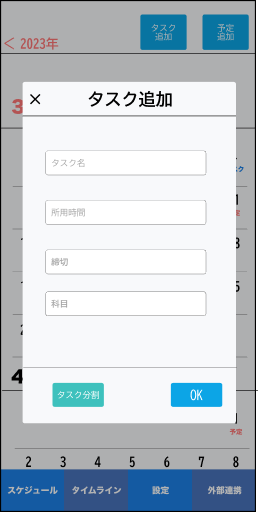 タスク
追加
予定
追加
＜ 2023年
3
× タスク追加
タスク名
所用時間
締切
科目
タスク分割
OK
4
予定
2 3 4 5 6 7 8
スケジュール タイムライン 設定 外部連携